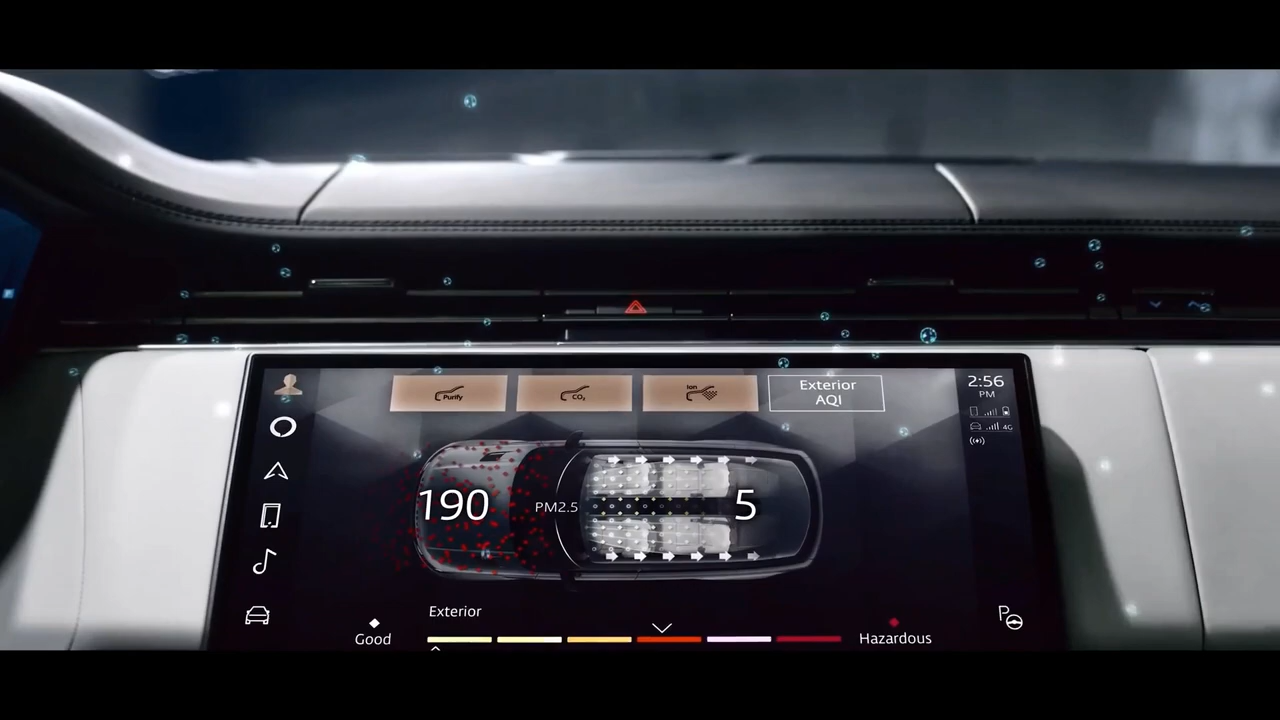 Purify
CO₂
Ion
Exterior
AQI
2:56
PM
4G
190
PM2.5
5
Exterior
Good
Hazardous
P